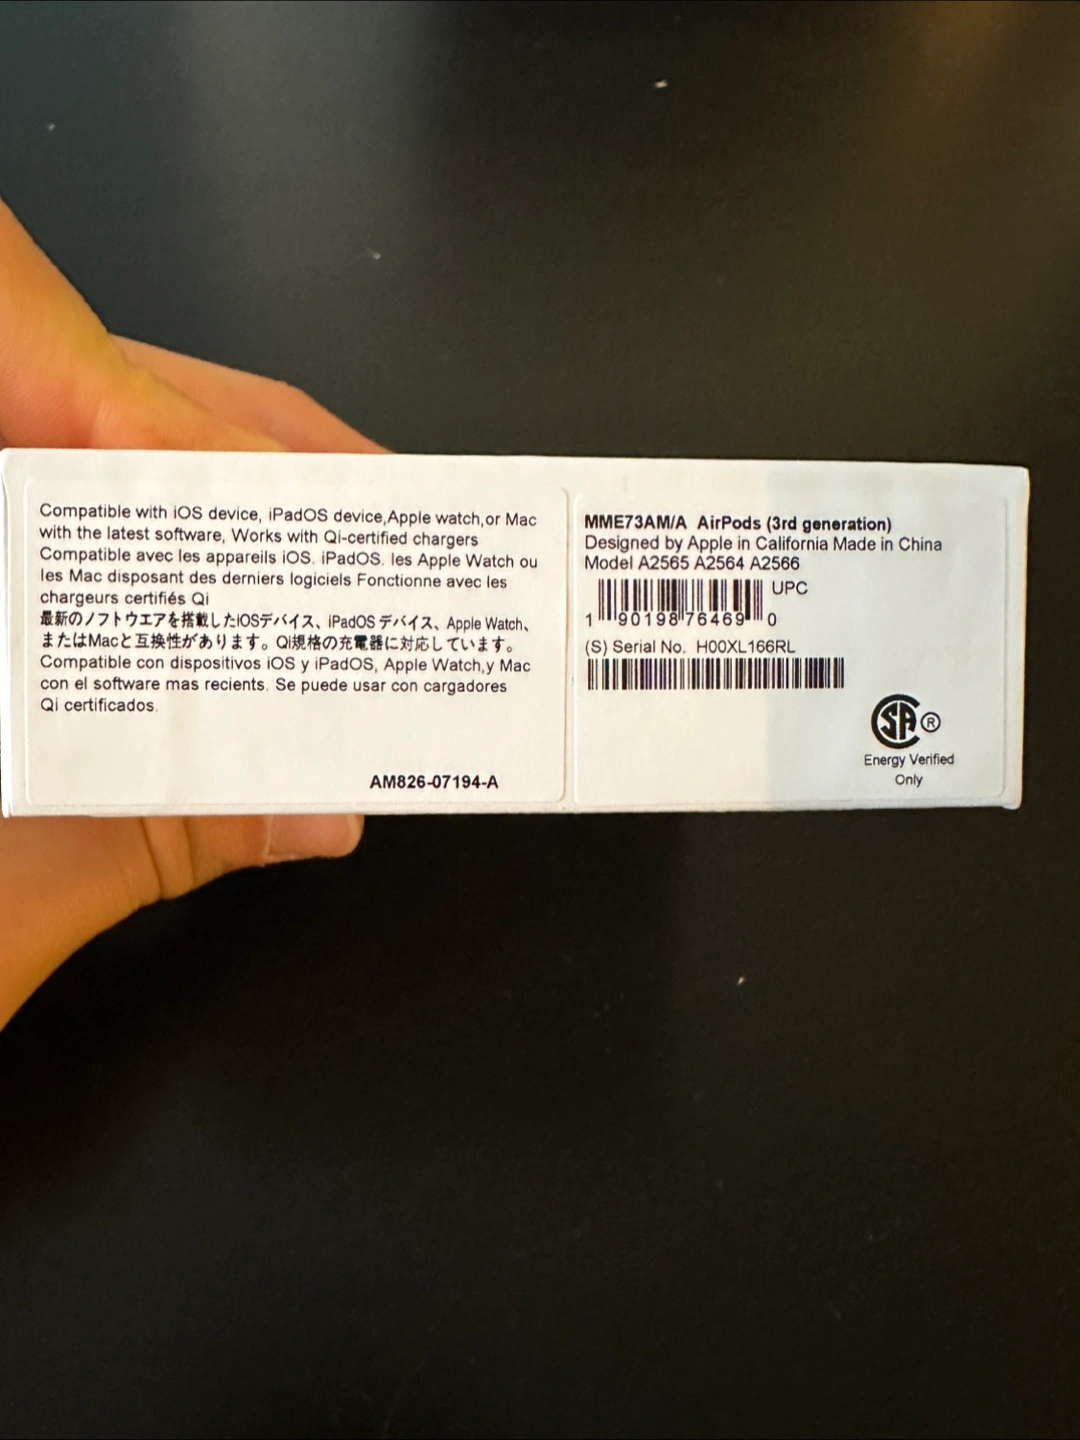 Compatible with iOS device, iPadOS device,Apple watch,or Mac
with the latest software, Works with Qi-certified chargers
Compatible avec les appareils iOS. iPadOS. les Apple Watch ou
les Mac disposant des derniers logiciels Fonctionne avec les
chargeurs certifiés Qi
最新のノフトウエアを搭載したiOSデバイス、iPadOS デバイス、Apple Watch、
またはMacと互換性があります。Qi規格の充電器に対応しています。
Compatible con dispositivos iOS y iPadOS, Apple Watch,y Mac
con el software mas recients. Se puede usar con cargadores
Qi certificados.
AM826-07194-A
MME73AM/A AirPods (3rd generation)
Designed by Apple in California Made in China
Model A2565 A2564 A2566
UPC
1 90198 76469 0
(S) Serial No. H00XL166RL
SA ®
Energy Verified
Only